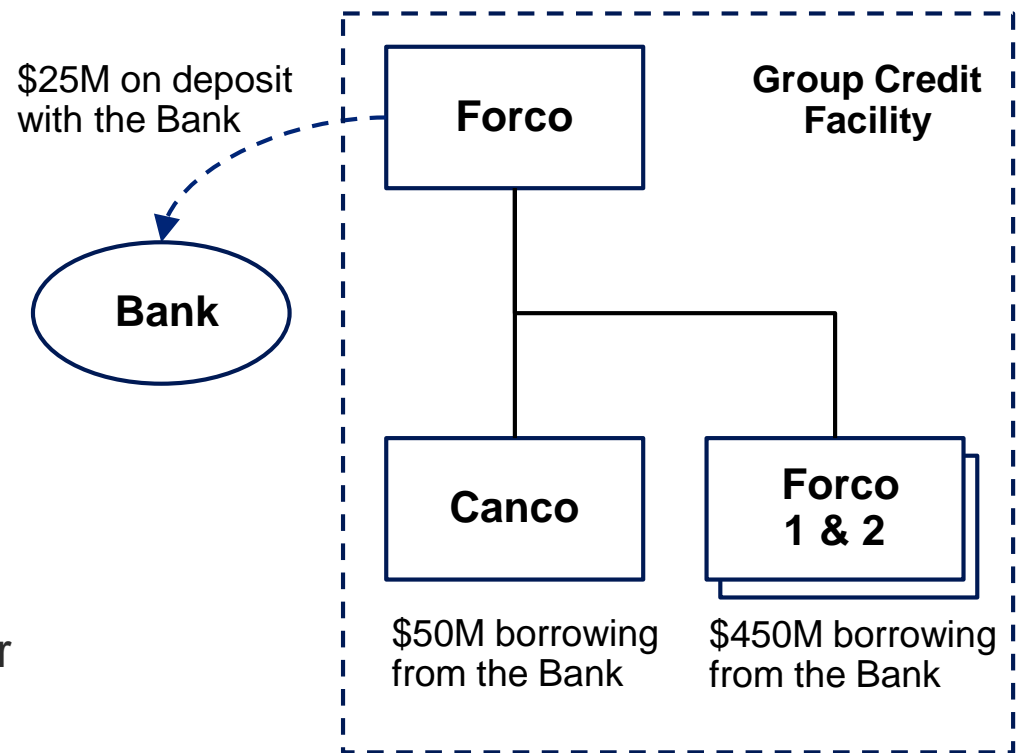 $25M on deposit
with the Bank
Forco
Group Credit
Facility
Bank
Canco
Forco
1 & 2
$50M borrowing
from the Bank
$450M borrowing
from the Bank
r